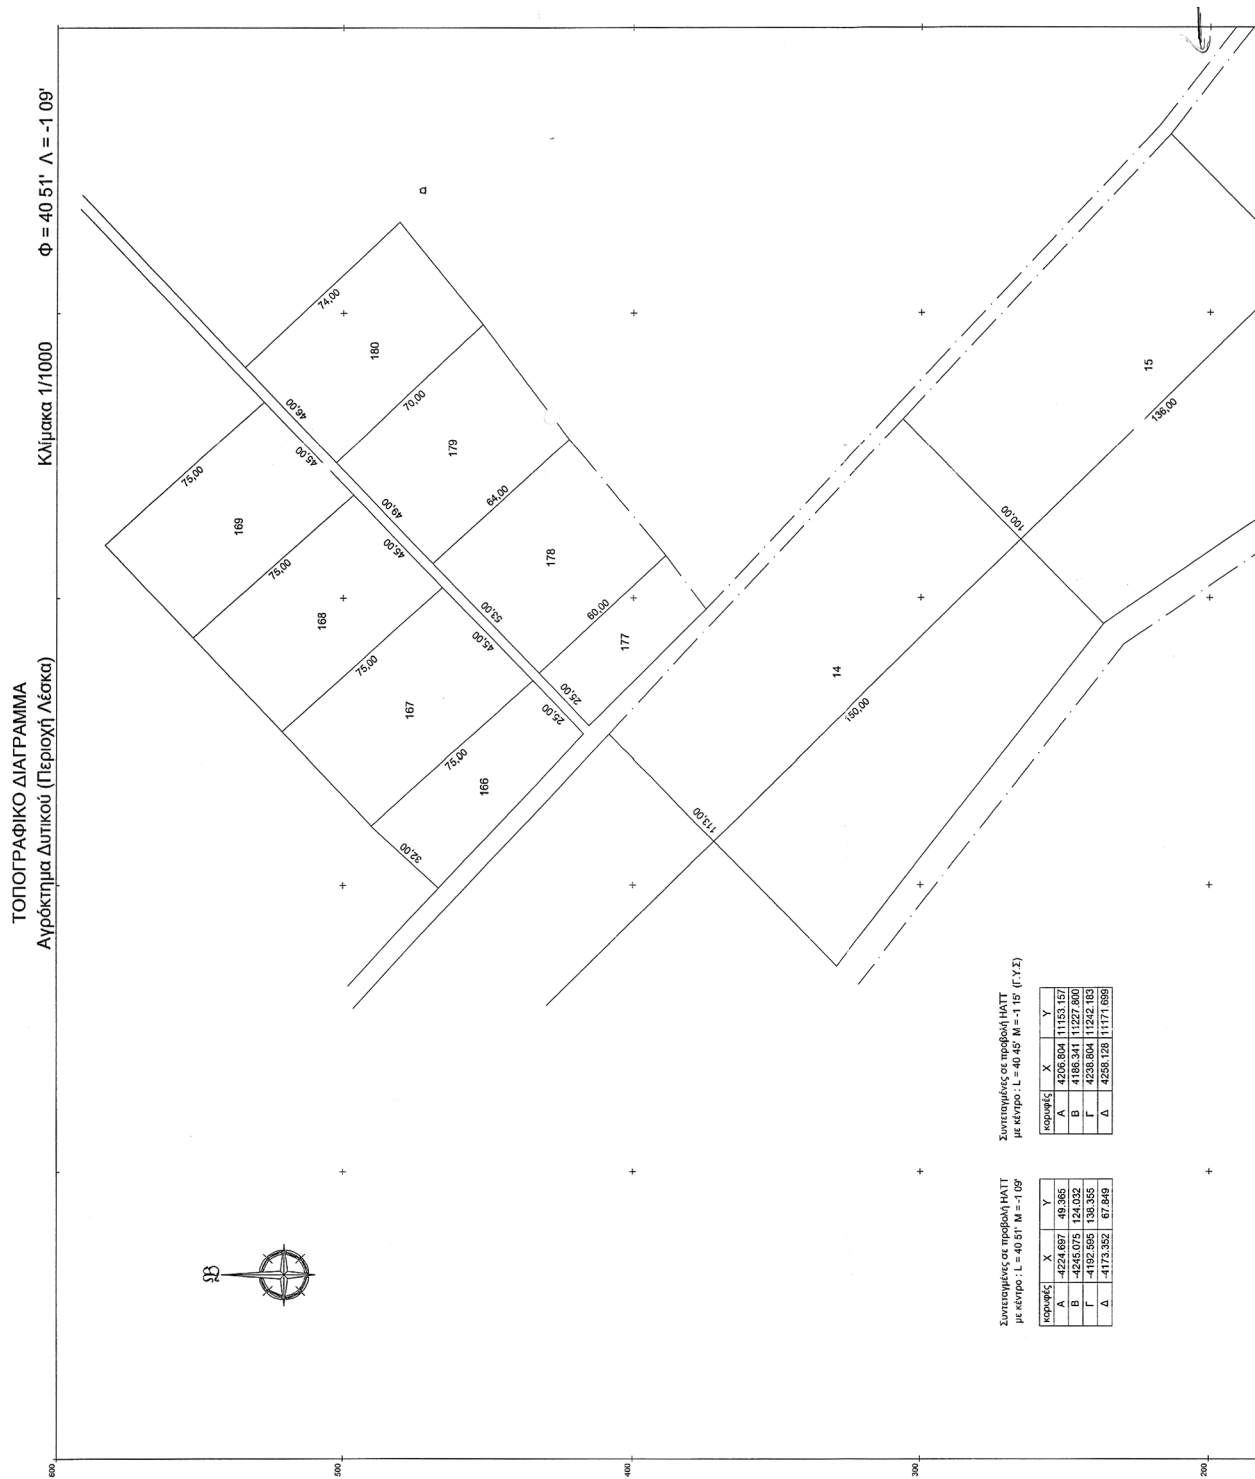 ΤΟΠΟΓΡΑΦΙΚΟ ΔΙΑΓΡΑΜΜΑ
Αγρόκτημα Δυτικού (Περιοχή Λέσκα)
Κλίμακα 1/1000 Φ = 40 51' Λ = -1 09'
600
500
400
300
200
169
75,00
45,00
168
75,00
45,00
167
75,00
45,00
166
75,00
25,00
32,00
180
74,00
46,00
179
70,00
49,00
178
64,00
53,00
177
60,00
25,00
14
113,00
150,00
100,00
15
136,00
Συντεταγμένες σε προβολή ΗΑΤΤ
με κέντρο : L = 40 51' M = -1 09'
κορυφές X Y
Α -4224.697 49.365
Β -4245.075 124.032
Γ -4192.595 138.355
Δ -4173.352 67.849
Συντεταγμένες σε προβολή ΗΑΤΤ
με κέντρο : L = 40 45' M = -1 15' (Γ.Υ.Σ)
κορυφές X Y
Α 4206.804 11153.157
Β 4186.341 11227.800
Γ 4238.804 11242.183
Δ 4258.128 11171.699